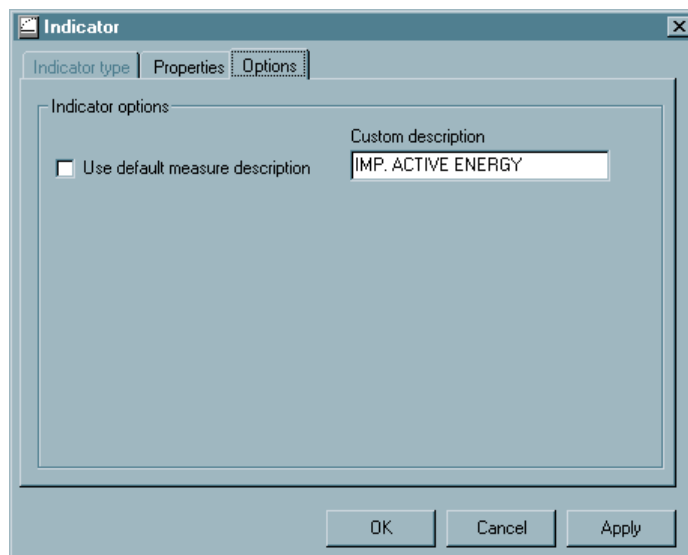 Indicator
Indicator type Properties Options
Indicator options
Custom description
Use default measure description
IMP. ACTIVE ENERGY
OK Cancel Apply